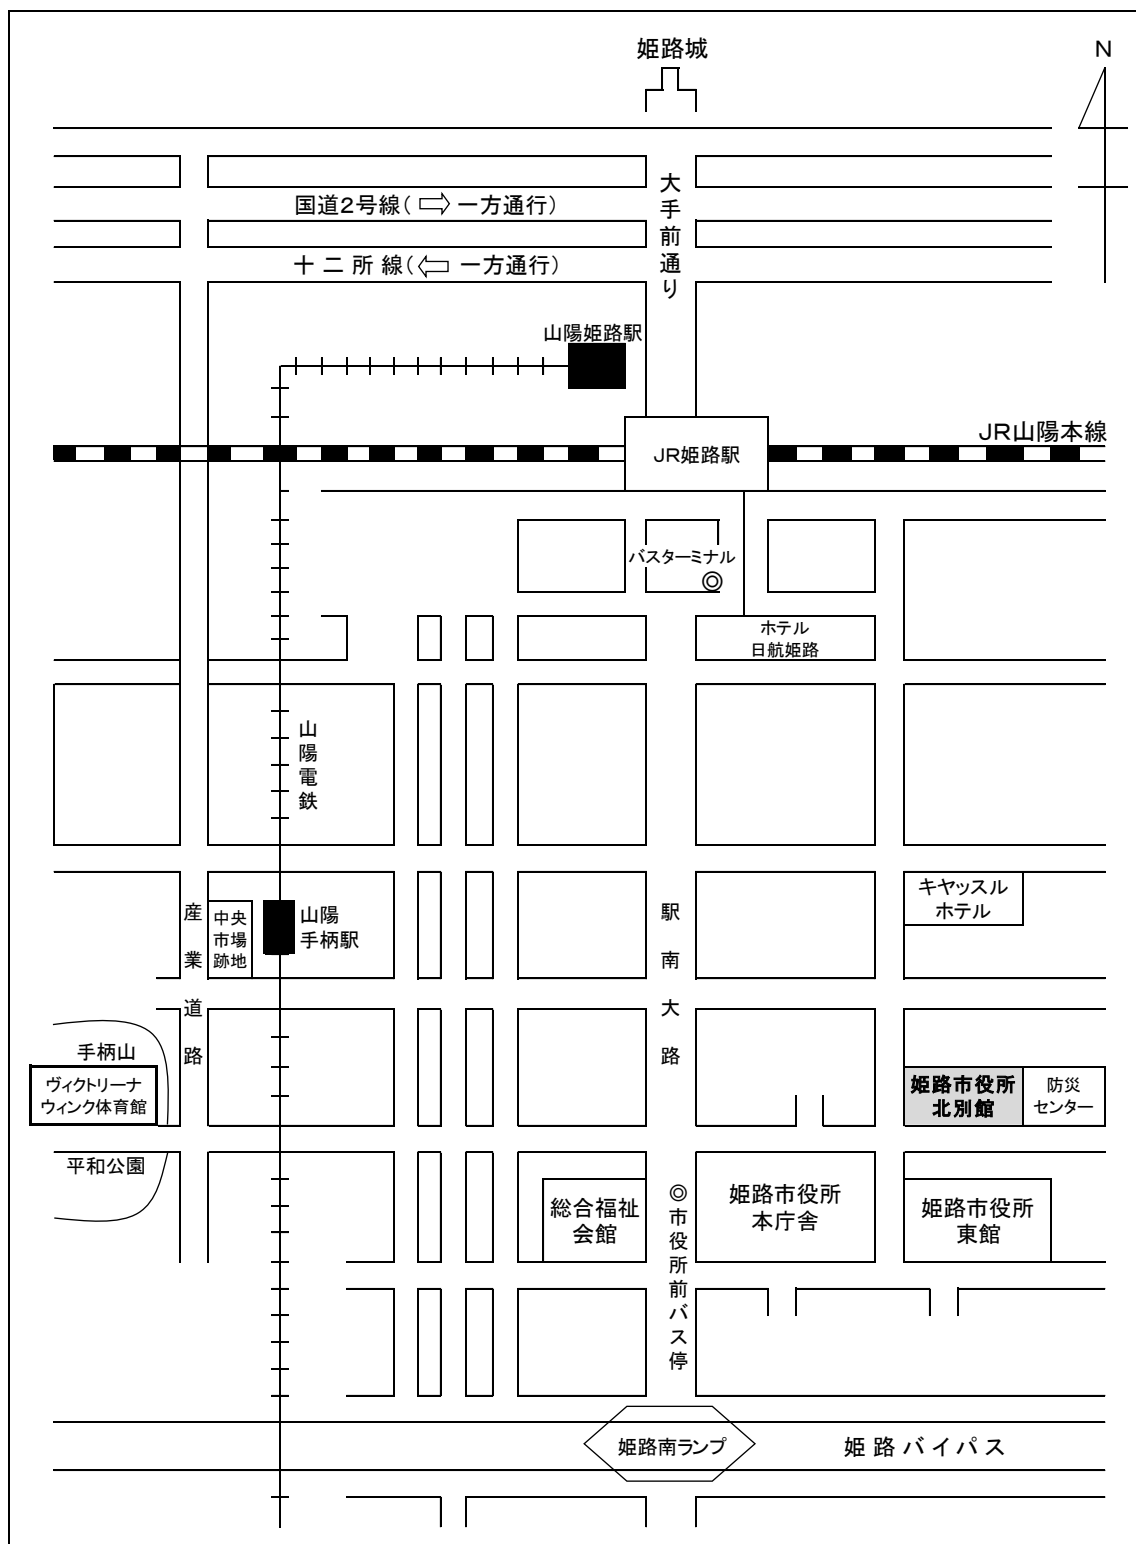 姫路城
N
大手前通り
国道2号線(⇨一方通行)
十二所線(⇦一方通行)
山陽姫路駅
JR山陽本線
JR姫路駅
バスターミナル
◎
ホテル
日航姫路
山陽電鉄
キヤッスル
ホテル
産業道路
中央
市場
跡地
山陽
手柄駅
駅南大路
手柄山
ヴィクトリーナ
ウィンク体育館
姫路市役所
北別館
防災
センター
平和公園
総合福祉
会館
◎市役所前バス停
姫路市役所
本庁舎
姫路市役所
東館
姫路南ランプ
姫路バイパス